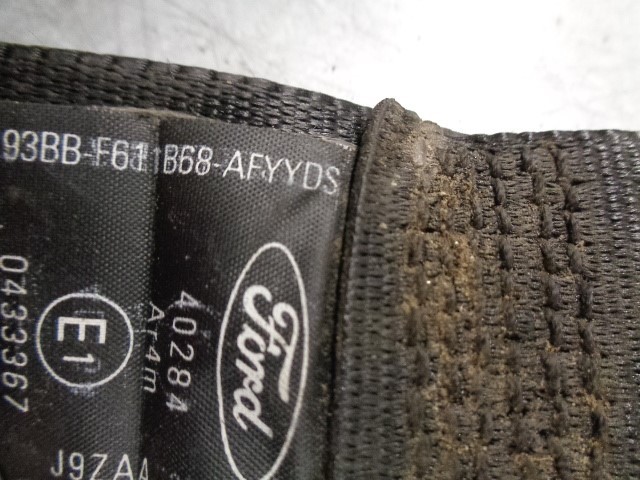 93BB-F611B68-AFYYDS
Ford
40284
Ar4m
E1
0433367
J9ZAA